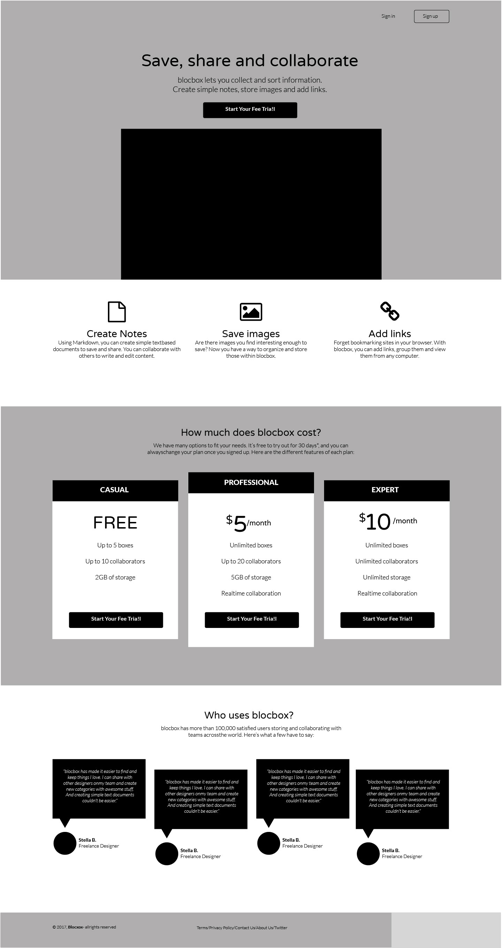 Sign in
Sign up
Save, share and collaborate
blocbox lets you collect and sort information.
Create simple notes, store images and add links.
Start Your Fee Tria!l
Create Notes
Using Markdown, you can create simple textbased
documents to save and share. You can collaborate with
others to write and edit content.
Save images
Are there images you find interesting enough to
save? Now you have a way to organize and store
those within blocbox.
Add links
Forget bookmarking sites in your browser. With
blocbox, you can add links, group them and view
them from any computer.
How much does blocbox cost?
We have many options to fit your needs. It's free to try out for 30 days*, and you can
alwayschange your plan once you signed up. Here are the different features of each plan:
CASUAL
FREE
Up to 5 boxes
Up to 10 collaborators
2GB of storage
Start Your Fee Tria!l
PROFESSIONAL
$5/month
Unlimited boxes
Up to 20 collaborators
5GB of storage
Realtime collaboration
Start Your Fee Tria!l
EXPERT
$10 /month
Unlimited boxes
Unlimited collaborators
Unlimited storage
Realtime collaboration
Start Your Fee Tria!l
Who uses blocbox?
blocbox has more than 100,000 satisfied users storing and collaborating with
teams acrossthe world. Here's what a few have to say:
"blocbox has made it easier to find and
keep things I love. I can share with
other designers onmy team and create
new categories with awesome stuff.
And creating simple text documents
couldn't be easier."
Stella B.
Freelance Designer
"blocbox has made it easier to find and
keep things I love. I can share with
other designers onmy team and create
new categories with awesome stuff.
And creating simple text documents
couldn't be easier."
Stella B.
Freelance Designer
"blocbox has made it easier to find and
keep things I love. I can share with
other designers onmy team and create
new categories with awesome stuff.
And creating simple text documents
couldn't be easier."
Stella B.
Freelance Designer
"blocbox has made it easier to find and
keep things I love. I can share with
other designers onmy team and create
new categories with awesome stuff.
And creating simple text documents
couldn't be easier."
Stella B.
Freelance Designer
© 2017. Blocbox· allrights reserved
Terms/Privacy Policy/Contact Us/About Us/Twitter